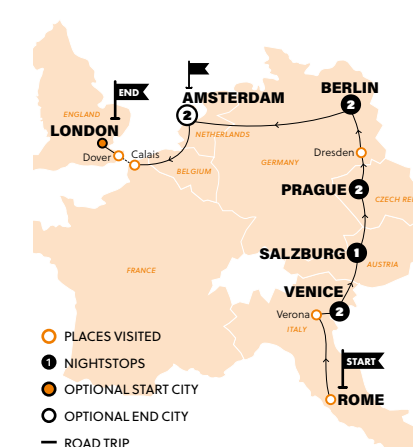 BERLIN
2
AMSTERDAM
2
END
ENGLAND
LONDON
NETHERLANDS
Dover
Calais
Dresden
GERMANY
BELGIUM
PRAGUE
2
CZECH RE
SALZBURG
1
AUSTRIA
FRANCE
VENICE
2
Verona
ITALY
START
ROME
PLACES VISITED
1 NIGHTSTOPS
OPTIONAL START CITY
OPTIONAL END CITY
ROAD TRIP